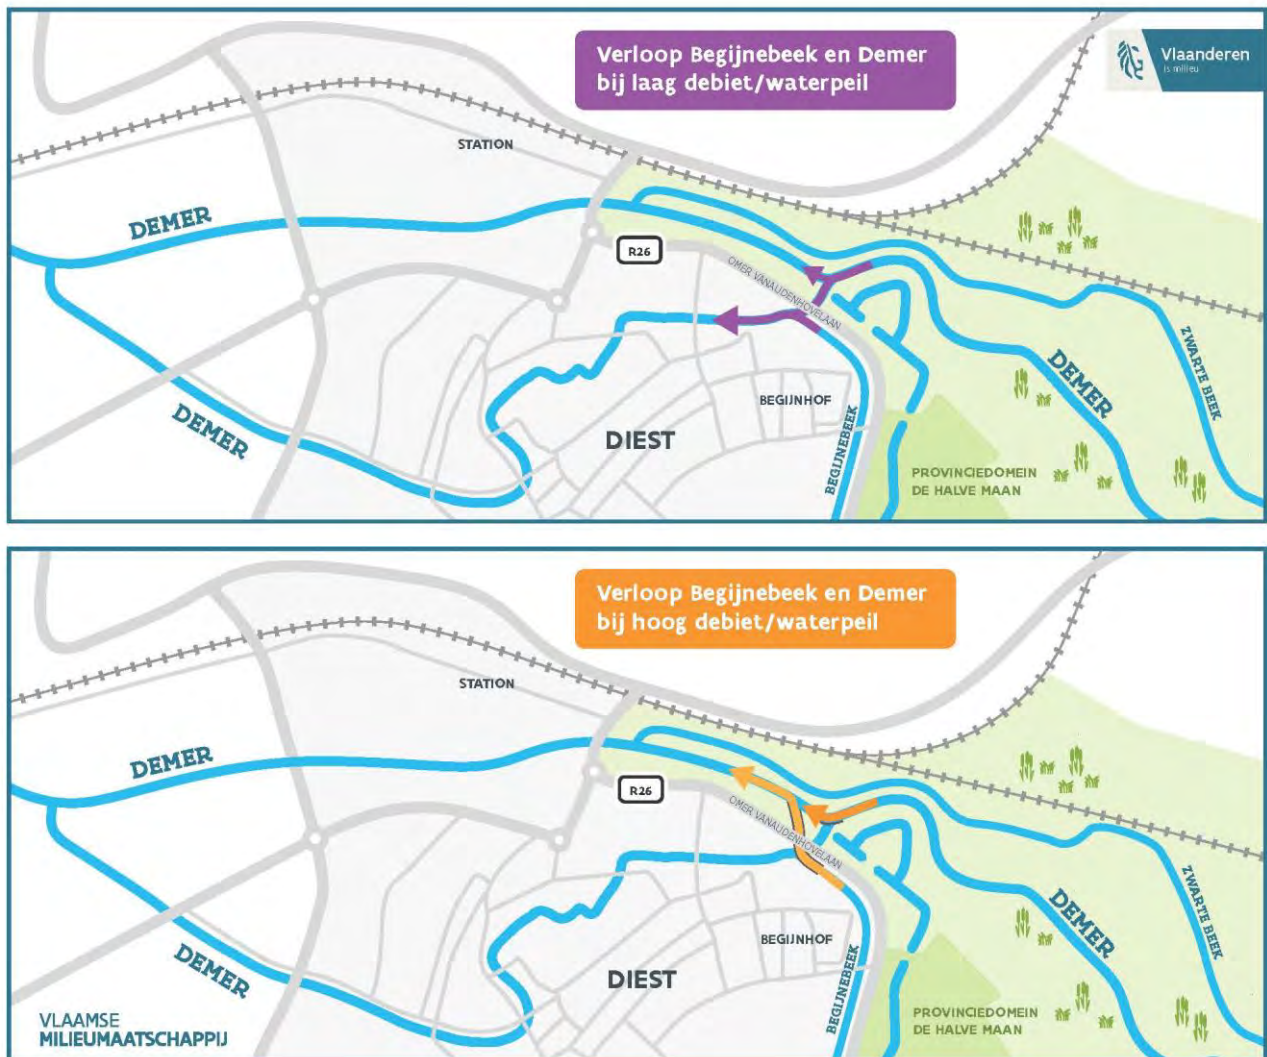 Verloop Begijnebeek en Demer
bij laag debiet/waterpeil
Vlaanderen
is milieu
STATION
DEMER
R26
OMER VANAUDENHOVELAAN
ZWARTE BEEK
DEMER
DEMER
BEGIJNHOF
DIEST
BEGIJNEBEEK
PROVINCIEDOMEIN
DE HALVE MAAN
Verloop Begijnebeek en Demer
bij hoog debiet/waterpeil
STATION
DEMER
R26
OMER VANAUDENHOVELAAN
ZWARTE BEEK
DEMER
DEMER
BEGIJNHOF
DIEST
BEGIJNEBEEK
PROVINCIEDOMEIN
DE HALVE MAAN
VLAAMSE
MILIEUMAATSCHAPPIJ